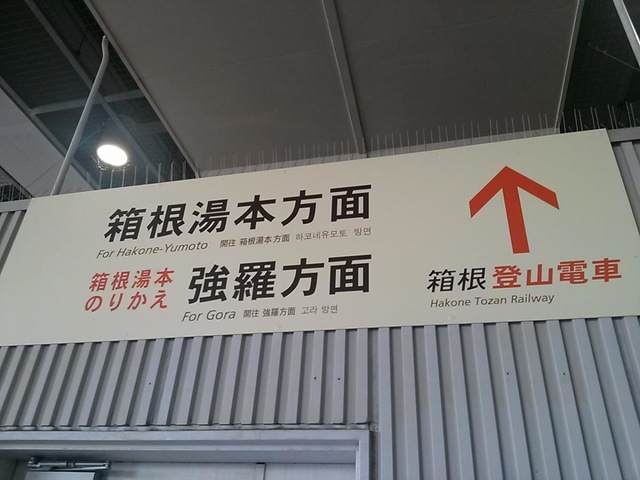 箱根湯本方面
For Hakone-Yumoto 開往 箱根湯本方面 하코네유모토 방면
箱根湯本
のりかえ
強羅方面
For Gora 開往 強羅方面 고라 방면
箱根登山電車
Hakone Tozan Railway